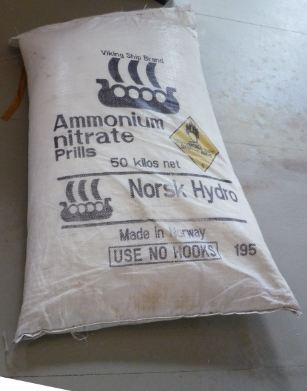 Viking Ship Brand
Ammonium
nitrate
Prills
50 kilos net
Norsk Hydro
Made in Norway
USE NO HOOKS 195